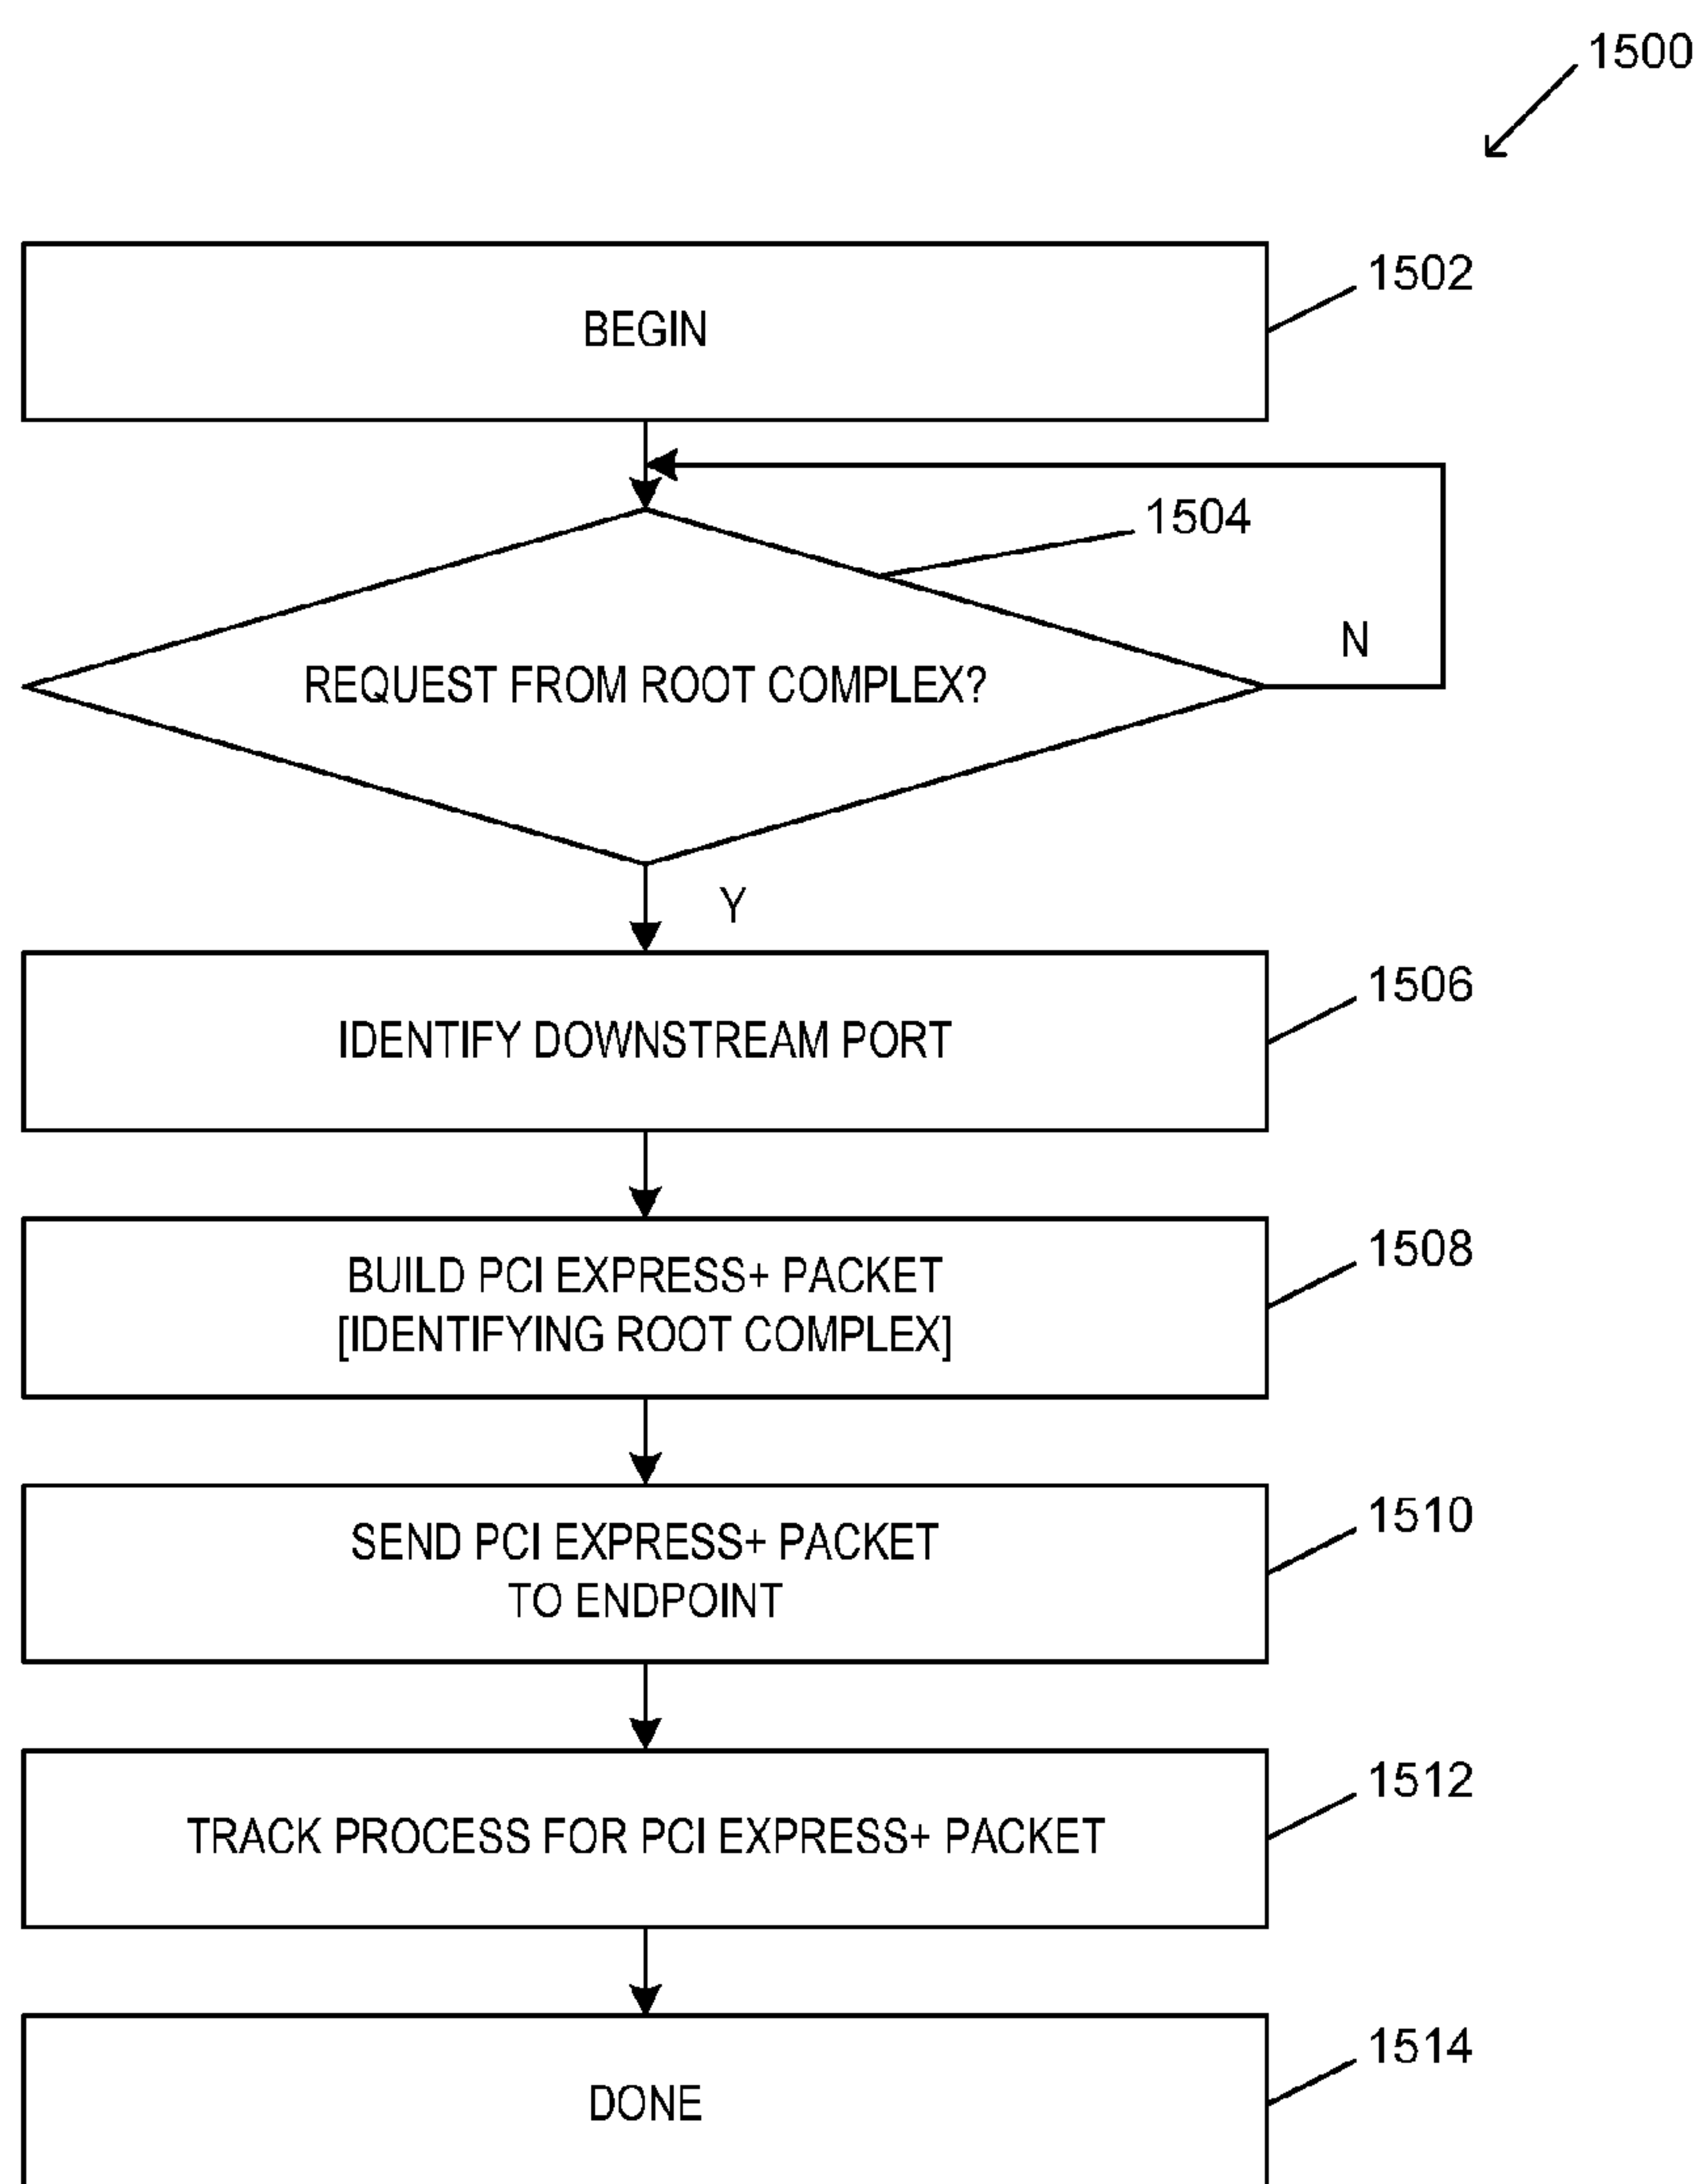 1500
BEGIN
1502
1504
N
REQUEST FROM ROOT COMPLEX?
Y
IDENTIFY DOWNSTREAM PORT
1506
BUILD PCI EXPRESS+ PACKET
[IDENTIFYING ROOT COMPLEX]
1508
SEND PCI EXPRESS+ PACKET
TO ENDPOINT
1510
TRACK PROCESS FOR PCI EXPRESS+ PACKET
1512
DONE
1514